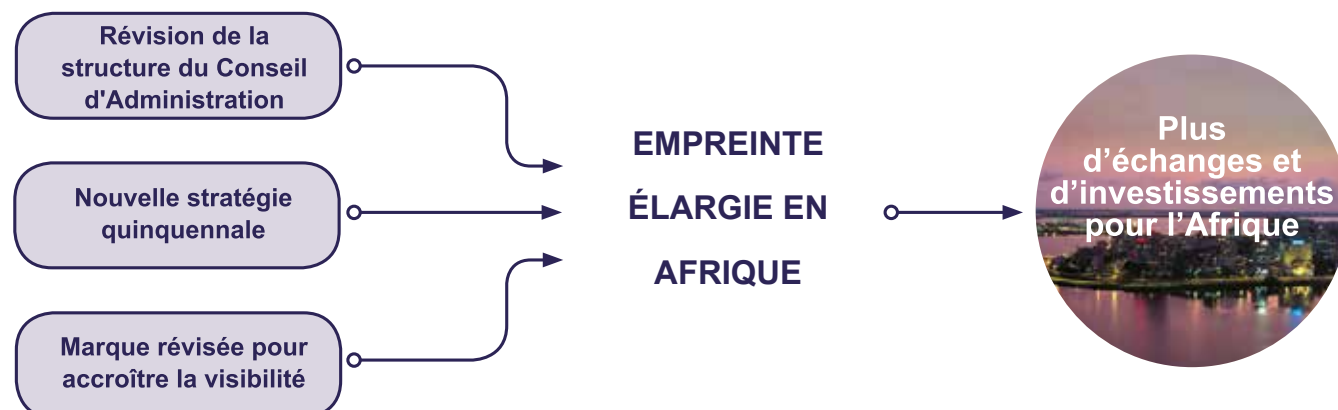 Révision de la
structure du Conseil
d'Administration
Nouvelle stratégie
quinquennale
Marque révisée pour
accroître la visibilité
EMPREINTE
ÉLARGIE EN
AFRIQUE
Plus
d’échanges et
d’investissements
pour l’Afrique